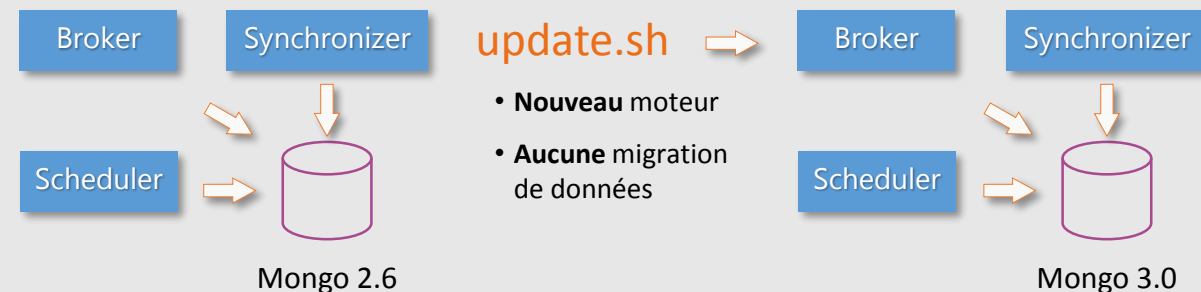 Broker
Synchronizer
Scheduler
Mongo 2.6
update.sh
• Nouveau moteur
• Aucune migration
de données
Broker
Synchronizer
Scheduler
Mongo 3.0